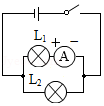 L₁ + −
A
L₂